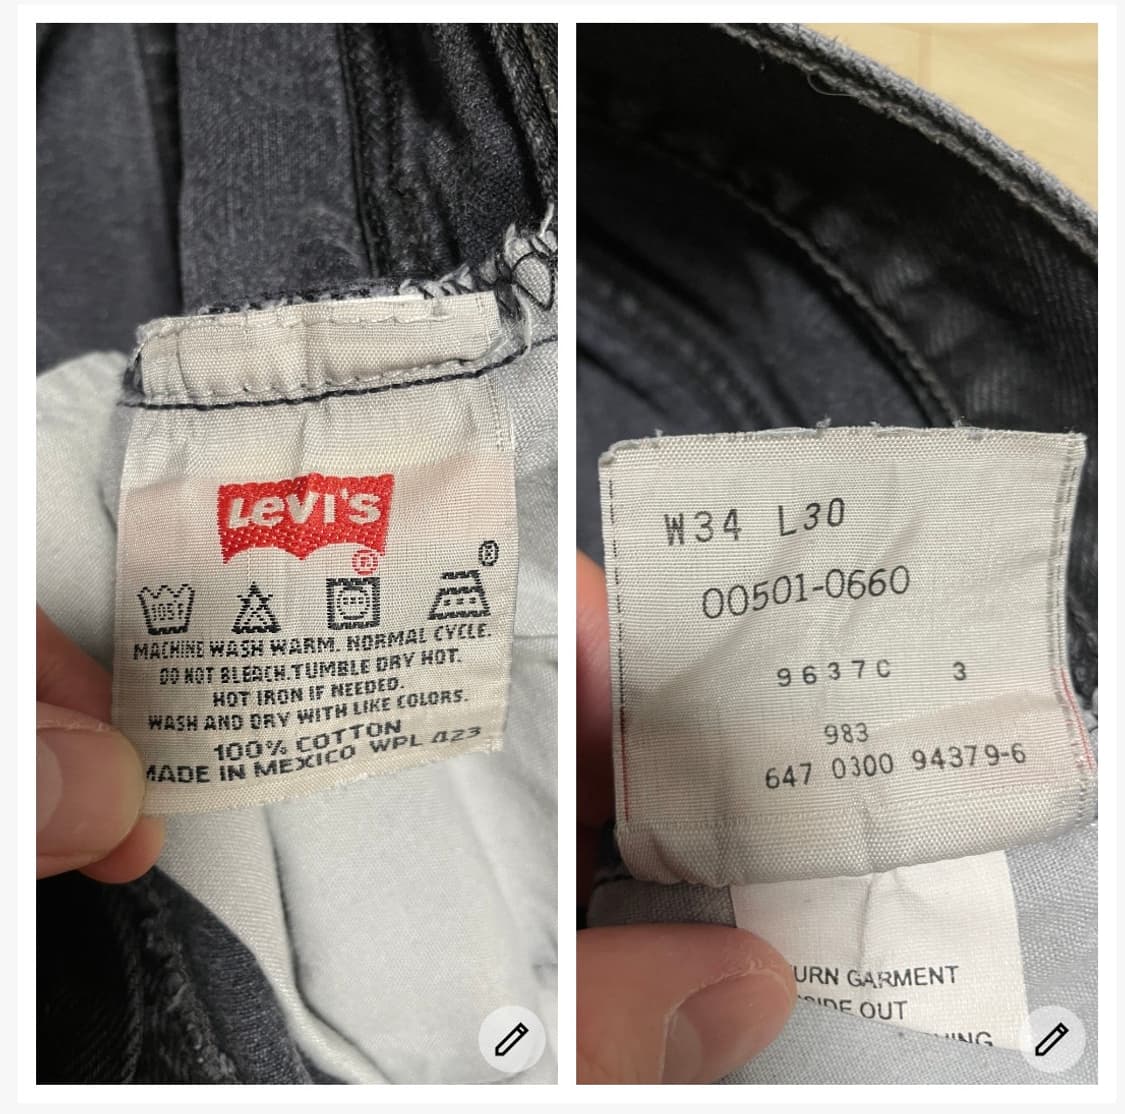 LEVI'S
®
®
105°F
MACHINE WASH WARM. NORMAL CYCLE.
DO NOT BLEACH.TUMBLE DRY HOT.
HOT IRON IF NEEDED.
WASH AND DRY WITH LIKE COLORS.
100% COTTON
MADE IN MEXICO WPL 423
W34 L30
00501-0660
9637C 3
983
647 0300 94379-6
URN GARMENT
OUT